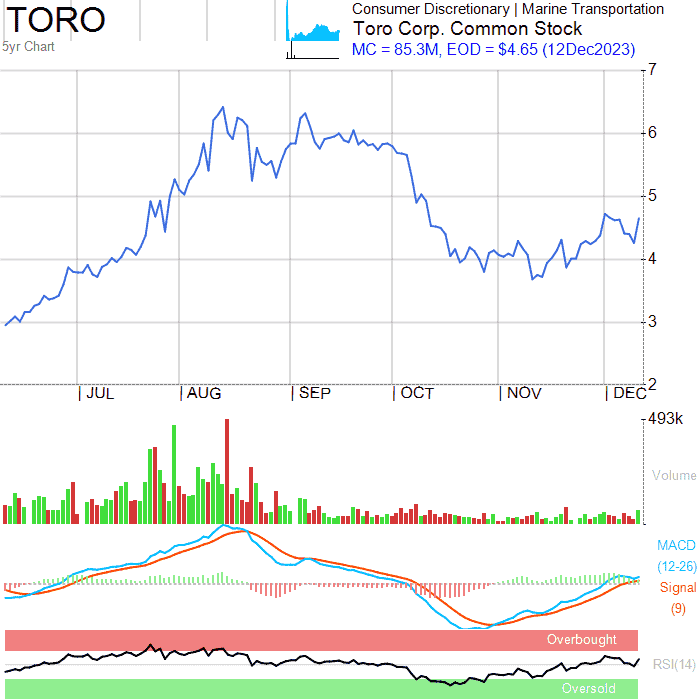 TORO
5yr Chart
Consumer Discretionary | Marine Transportation
Toro Corp. Common Stock
MC = 85.3M, EOD = $4.65 (12Dec2023)
7
6
5
4
3
2
JUL
AUG
SEP
OCT
NOV
DEC
493k
Volume
MACD
(12-26)
Signal
(9)
Overbought
RSI(14)
Oversold